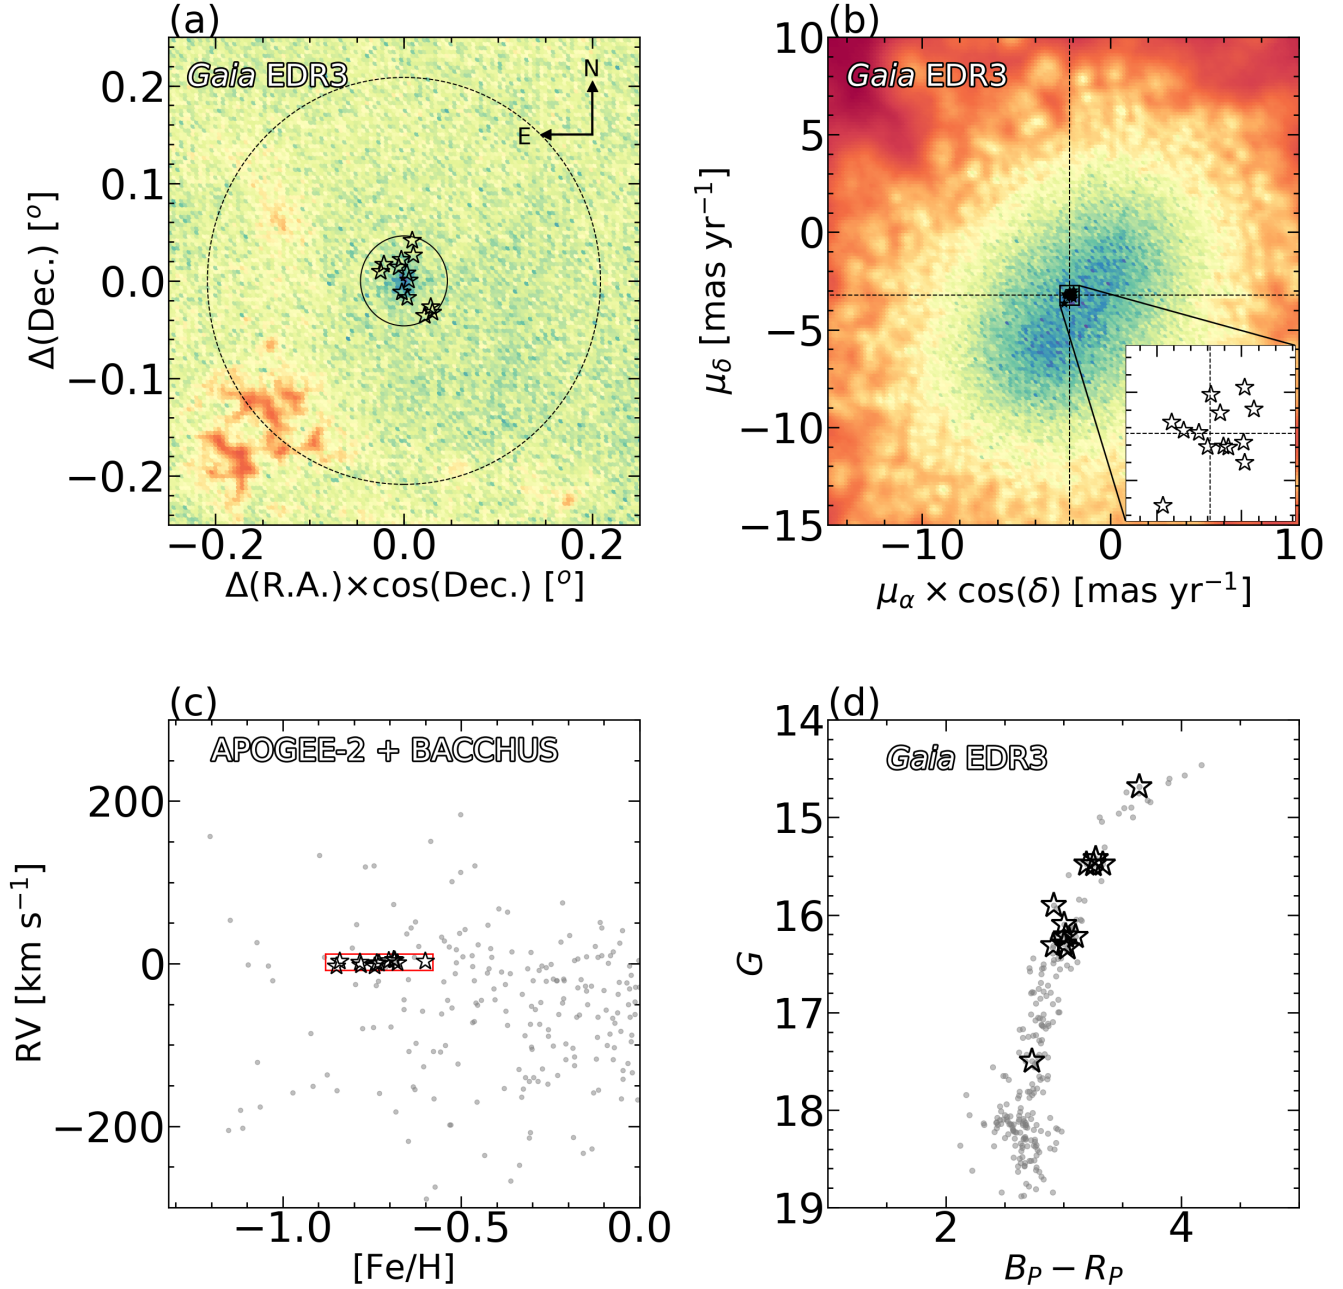 (a)
Gaia EDR3
N
E
Δ(Dec.) [º]
0.2
0.1
0.0
−0.1
−0.2
−0.2 0.0 0.2
Δ(R.A.)×cos(Dec.) [º]
(b)
Gaia EDR3
μδ [mas yr⁻¹]
10
5
0
−5
−10
−15
−10 0 10
μα × cos(δ) [mas yr⁻¹]
(c)
APOGEE-2 + BACCHUS
RV [km s⁻¹]
200
0
−200
−1.0 −0.5 0.0
[Fe/H]
(d)
Gaia EDR3
G
14
15
16
17
18
19
2 4
BP − RP